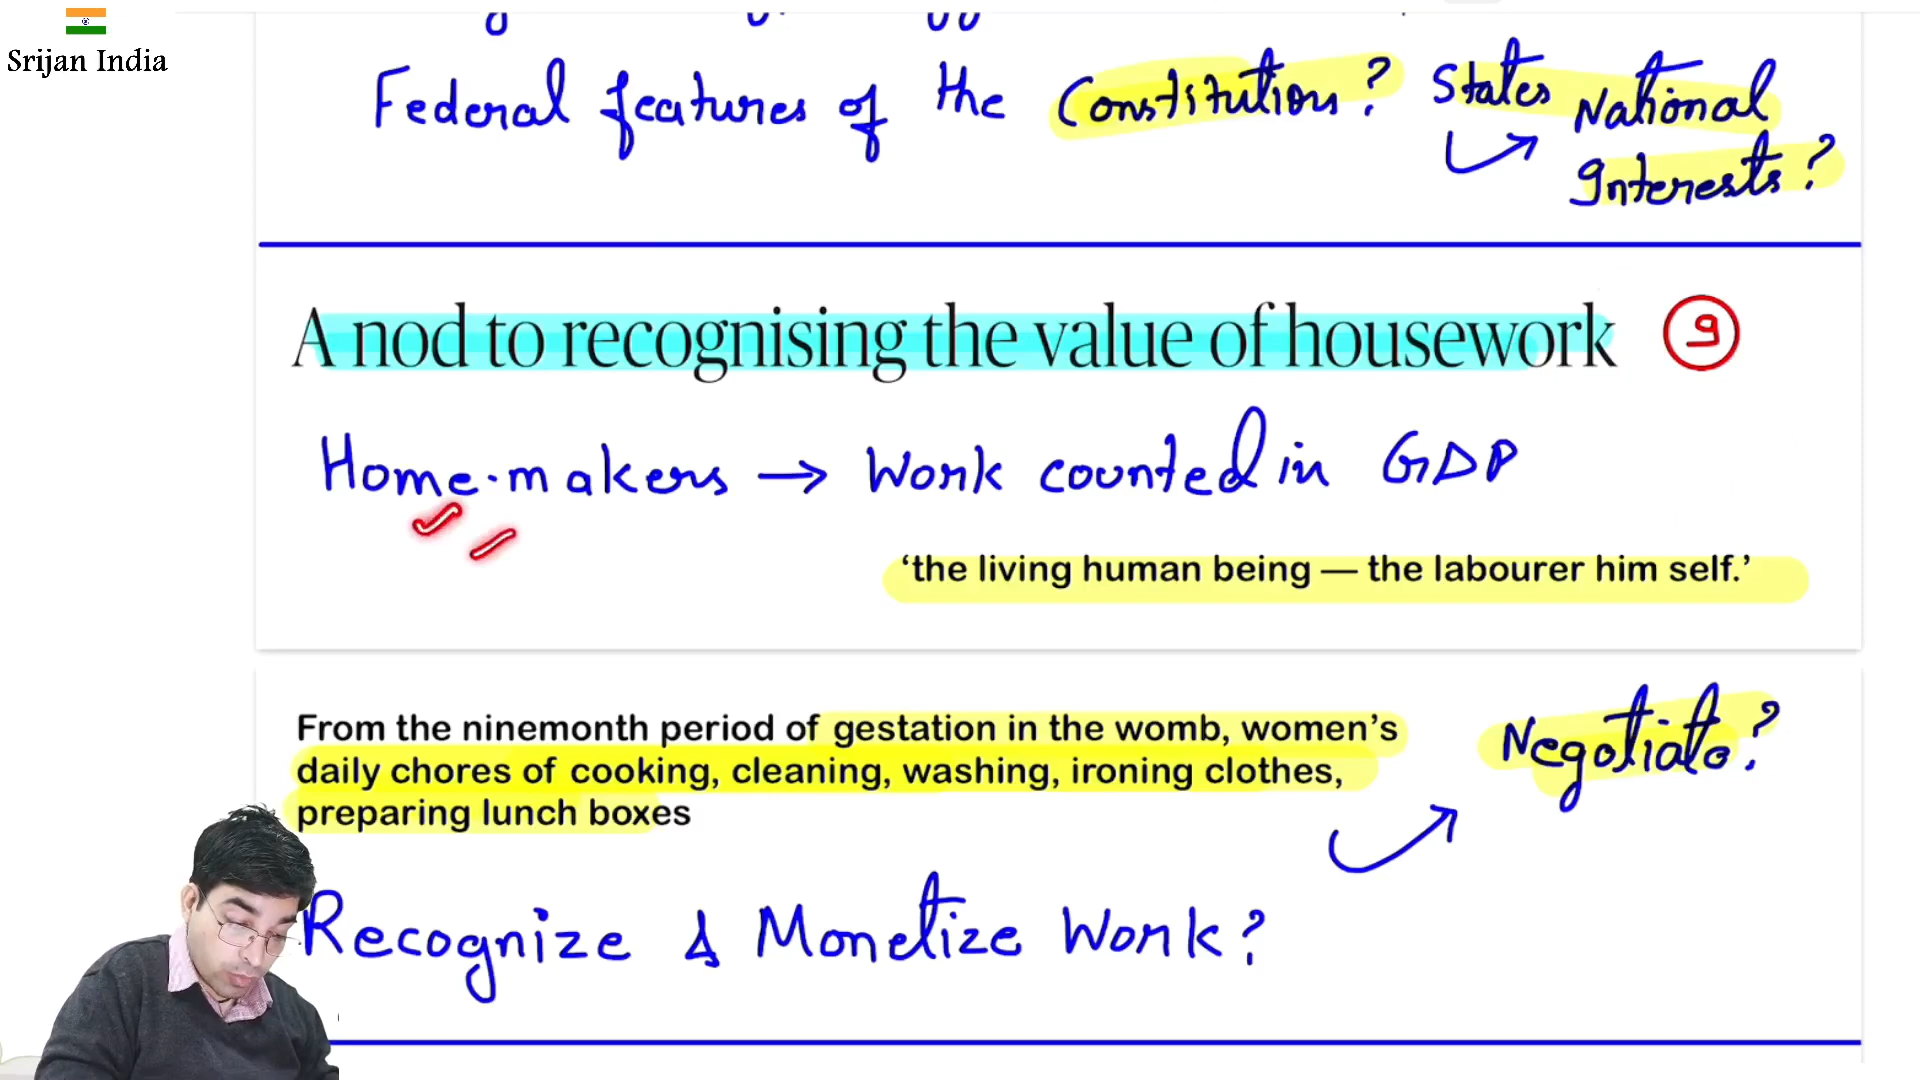 Srijan India
Federal features of the Constitution? States National
Interests?
A nod to recognising the value of housework 9
Home-makers → Work counted in GDP
‘the living human being — the labourer him self.’
From the ninemonth period of gestation in the womb, women’s
daily chores of cooking, cleaning, washing, ironing clothes,
preparing lunch boxes
Negotiate?
Recognize & Monetize Work?